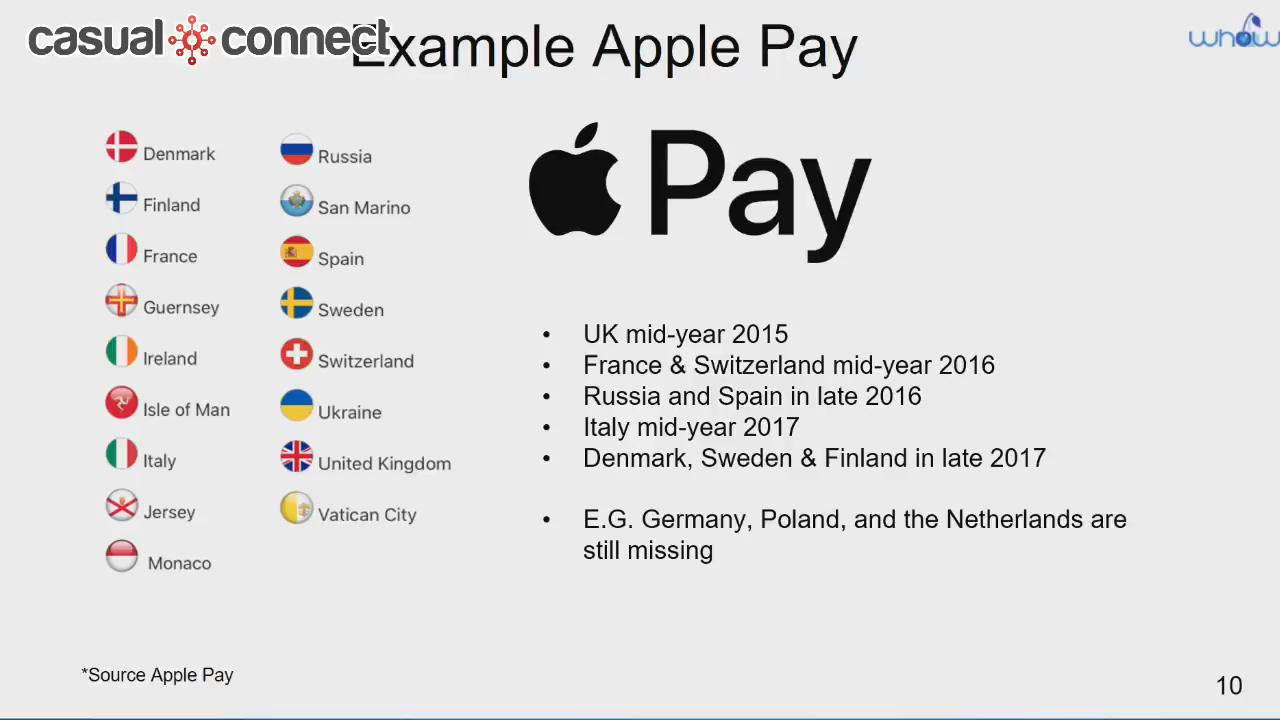 casual connect
Example Apple Pay
whow
Denmark
Finland
France
Guernsey
Ireland
Isle of Man
Italy
Jersey
Monaco
Russia
San Marino
Spain
Sweden
Switzerland
Ukraine
United Kingdom
Vatican City
Pay
• UK mid-year 2015
• France & Switzerland mid-year 2016
• Russia and Spain in late 2016
• Italy mid-year 2017
• Denmark, Sweden & Finland in late 2017
• E.G. Germany, Poland, and the Netherlands are
still missing
*Source Apple Pay
10